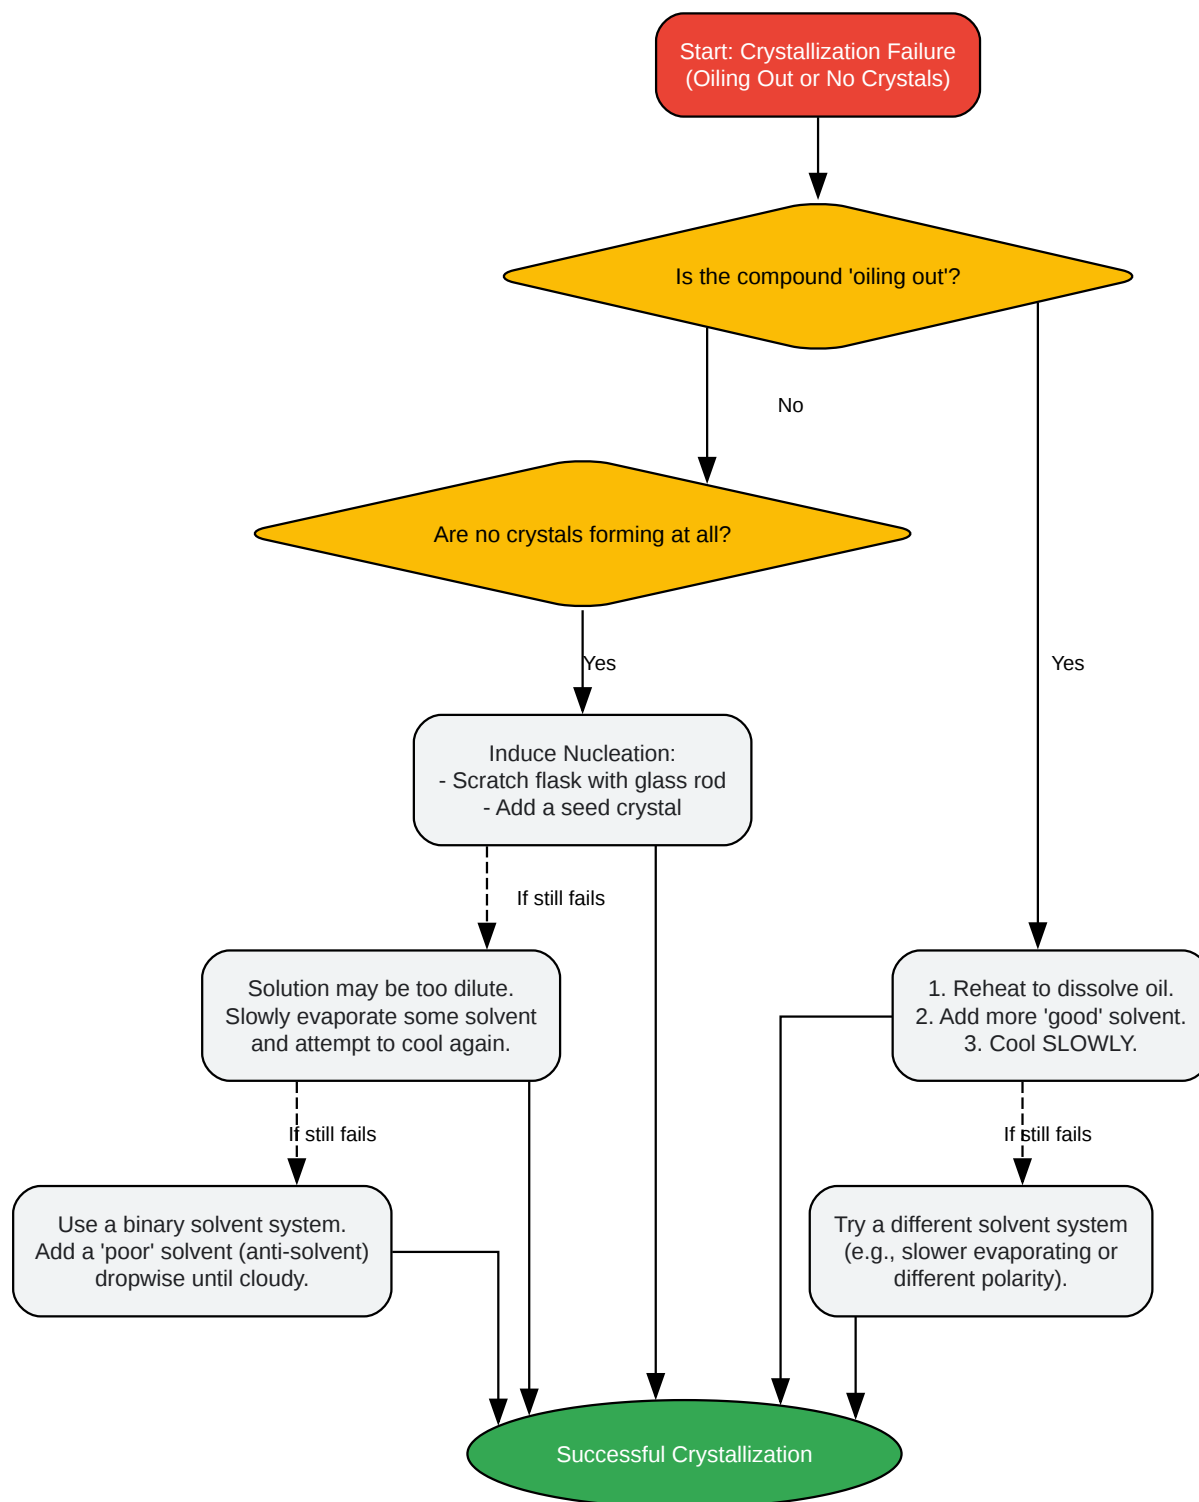 Start: Crystallization Failure
(Oiling Out or No Crystals)
Is the compound 'oiling out'?
No
Are no crystals forming at all?
Yes
Yes
Induce Nucleation:
- Scratch flask with glass rod
- Add a seed crystal
If still fails
Solution may be too dilute.
Slowly evaporate some solvent
and attempt to cool again.
1. Reheat to dissolve oil.
2. Add more 'good' solvent.
3. Cool SLOWLY.
If still fails
If still fails
Use a binary solvent system.
Add a 'poor' solvent (anti-solvent)
dropwise until cloudy.
Try a different solvent system
(e.g., slower evaporating or
different polarity).
Successful Crystallization